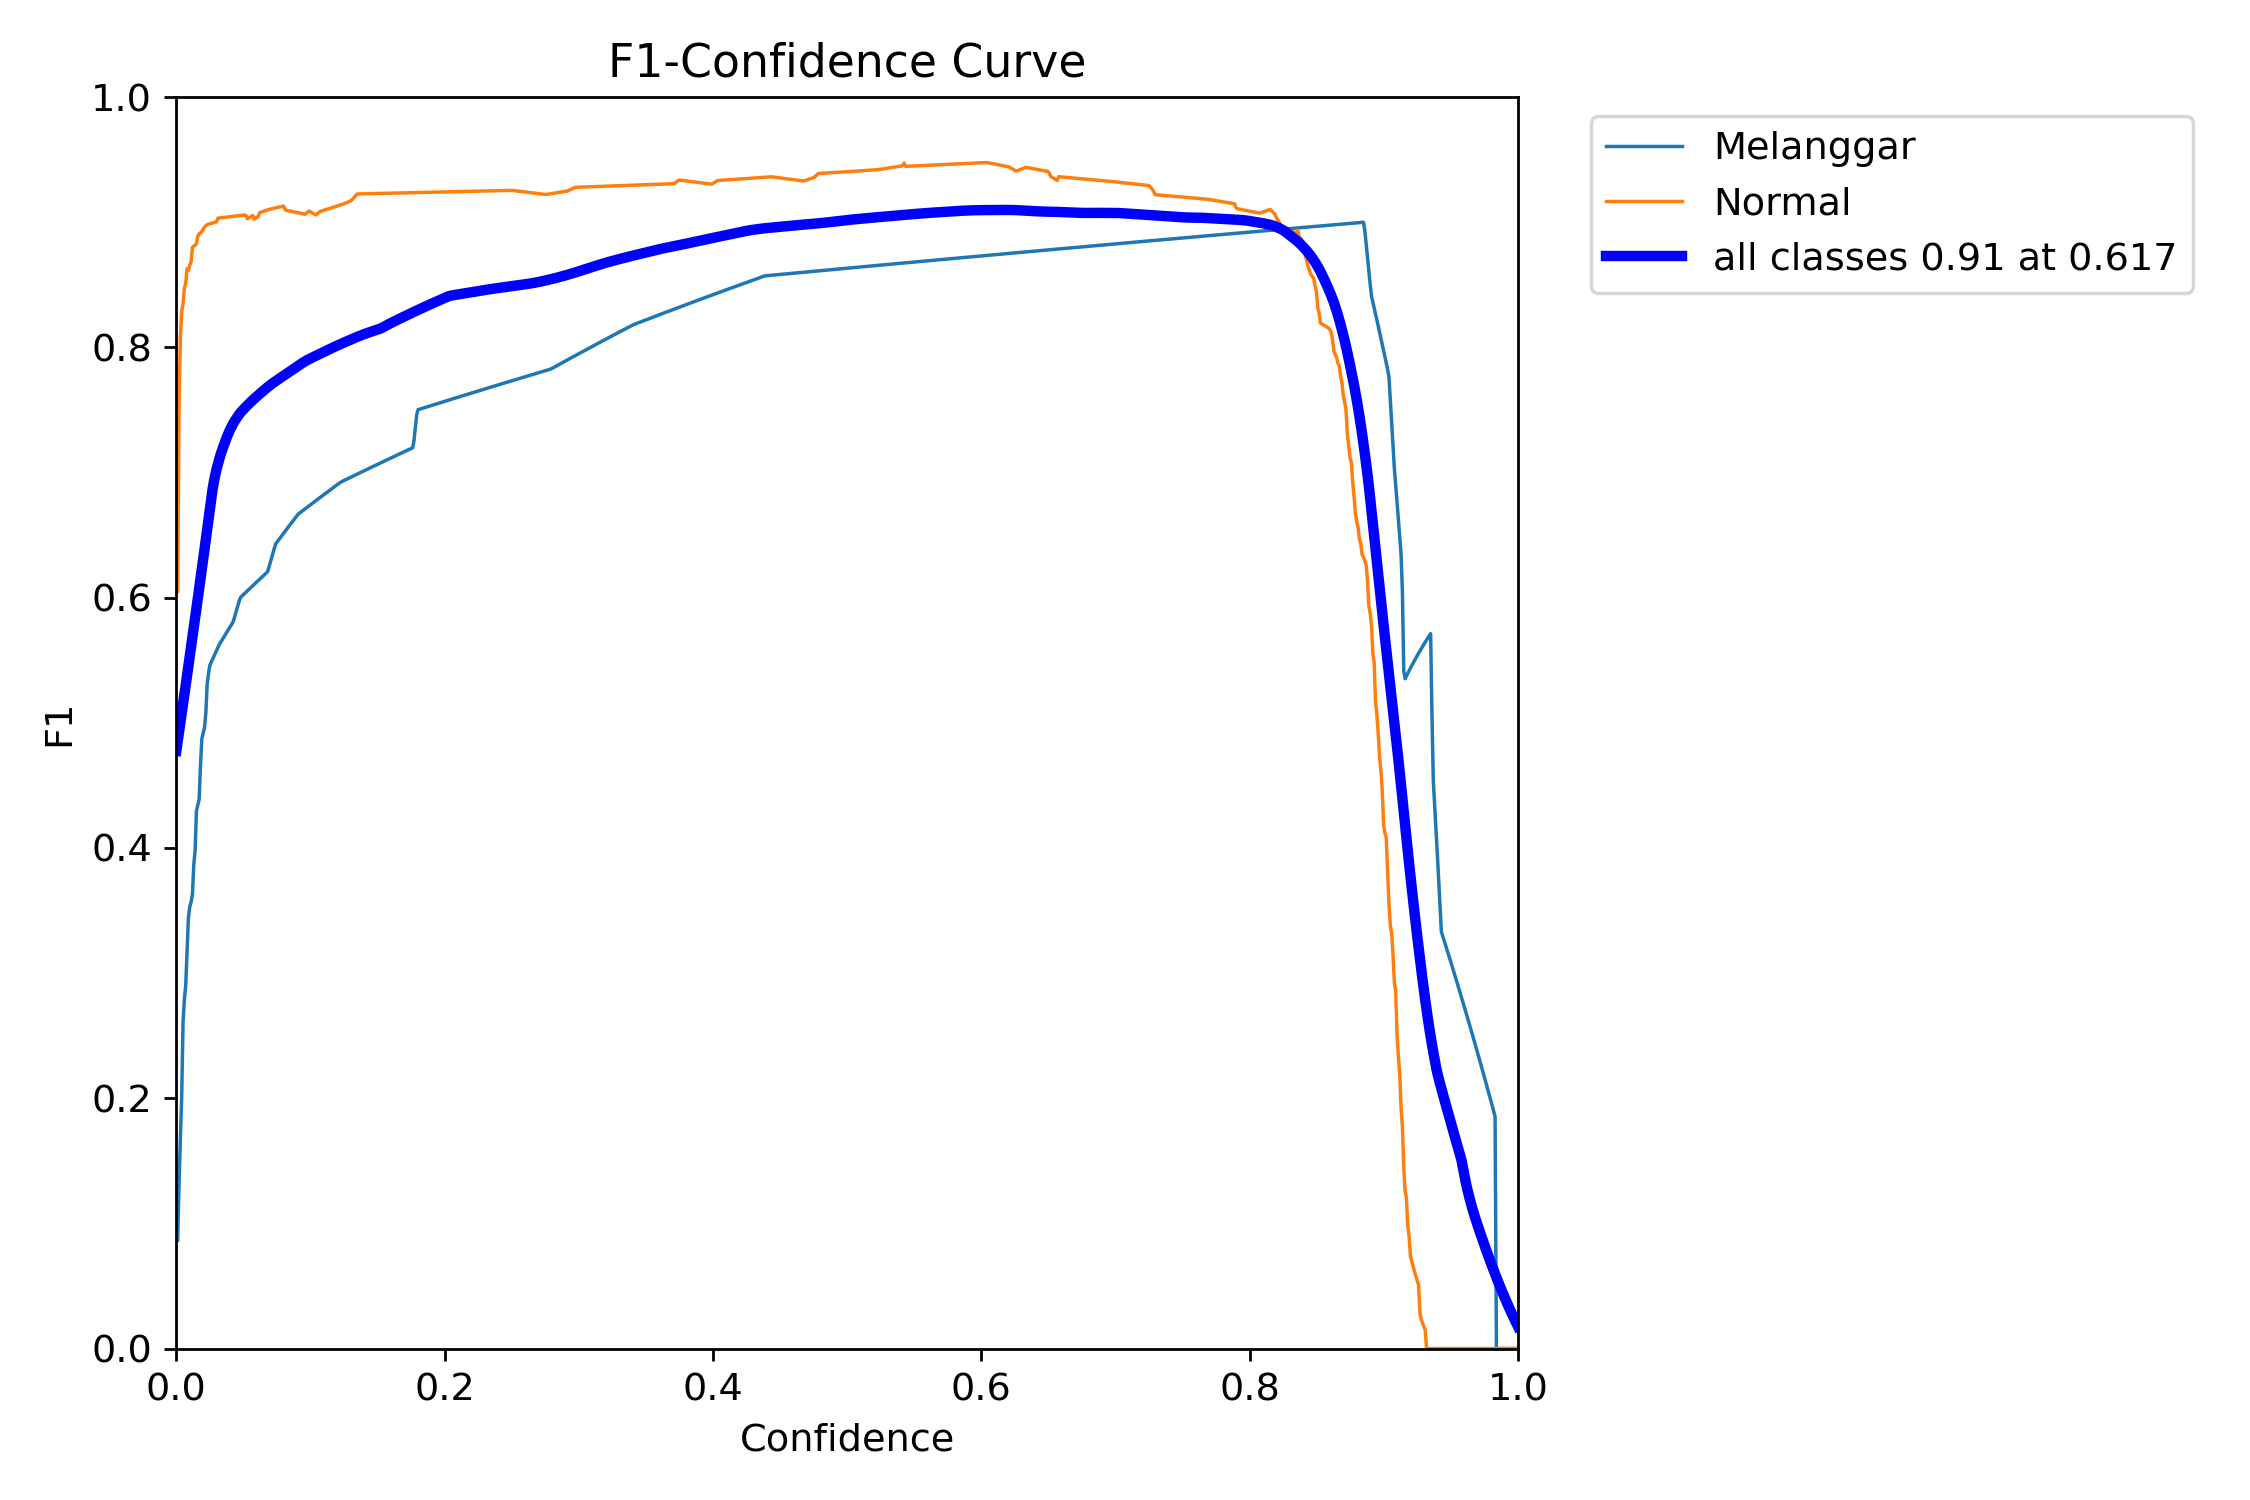 F1-Confidence Curve
1.0
0.8
0.6
0.4
0.2
0.0
F1
0.0 0.2 0.4 0.6 0.8 1.0
Confidence
Melanggar
Normal
all classes 0.91 at 0.617